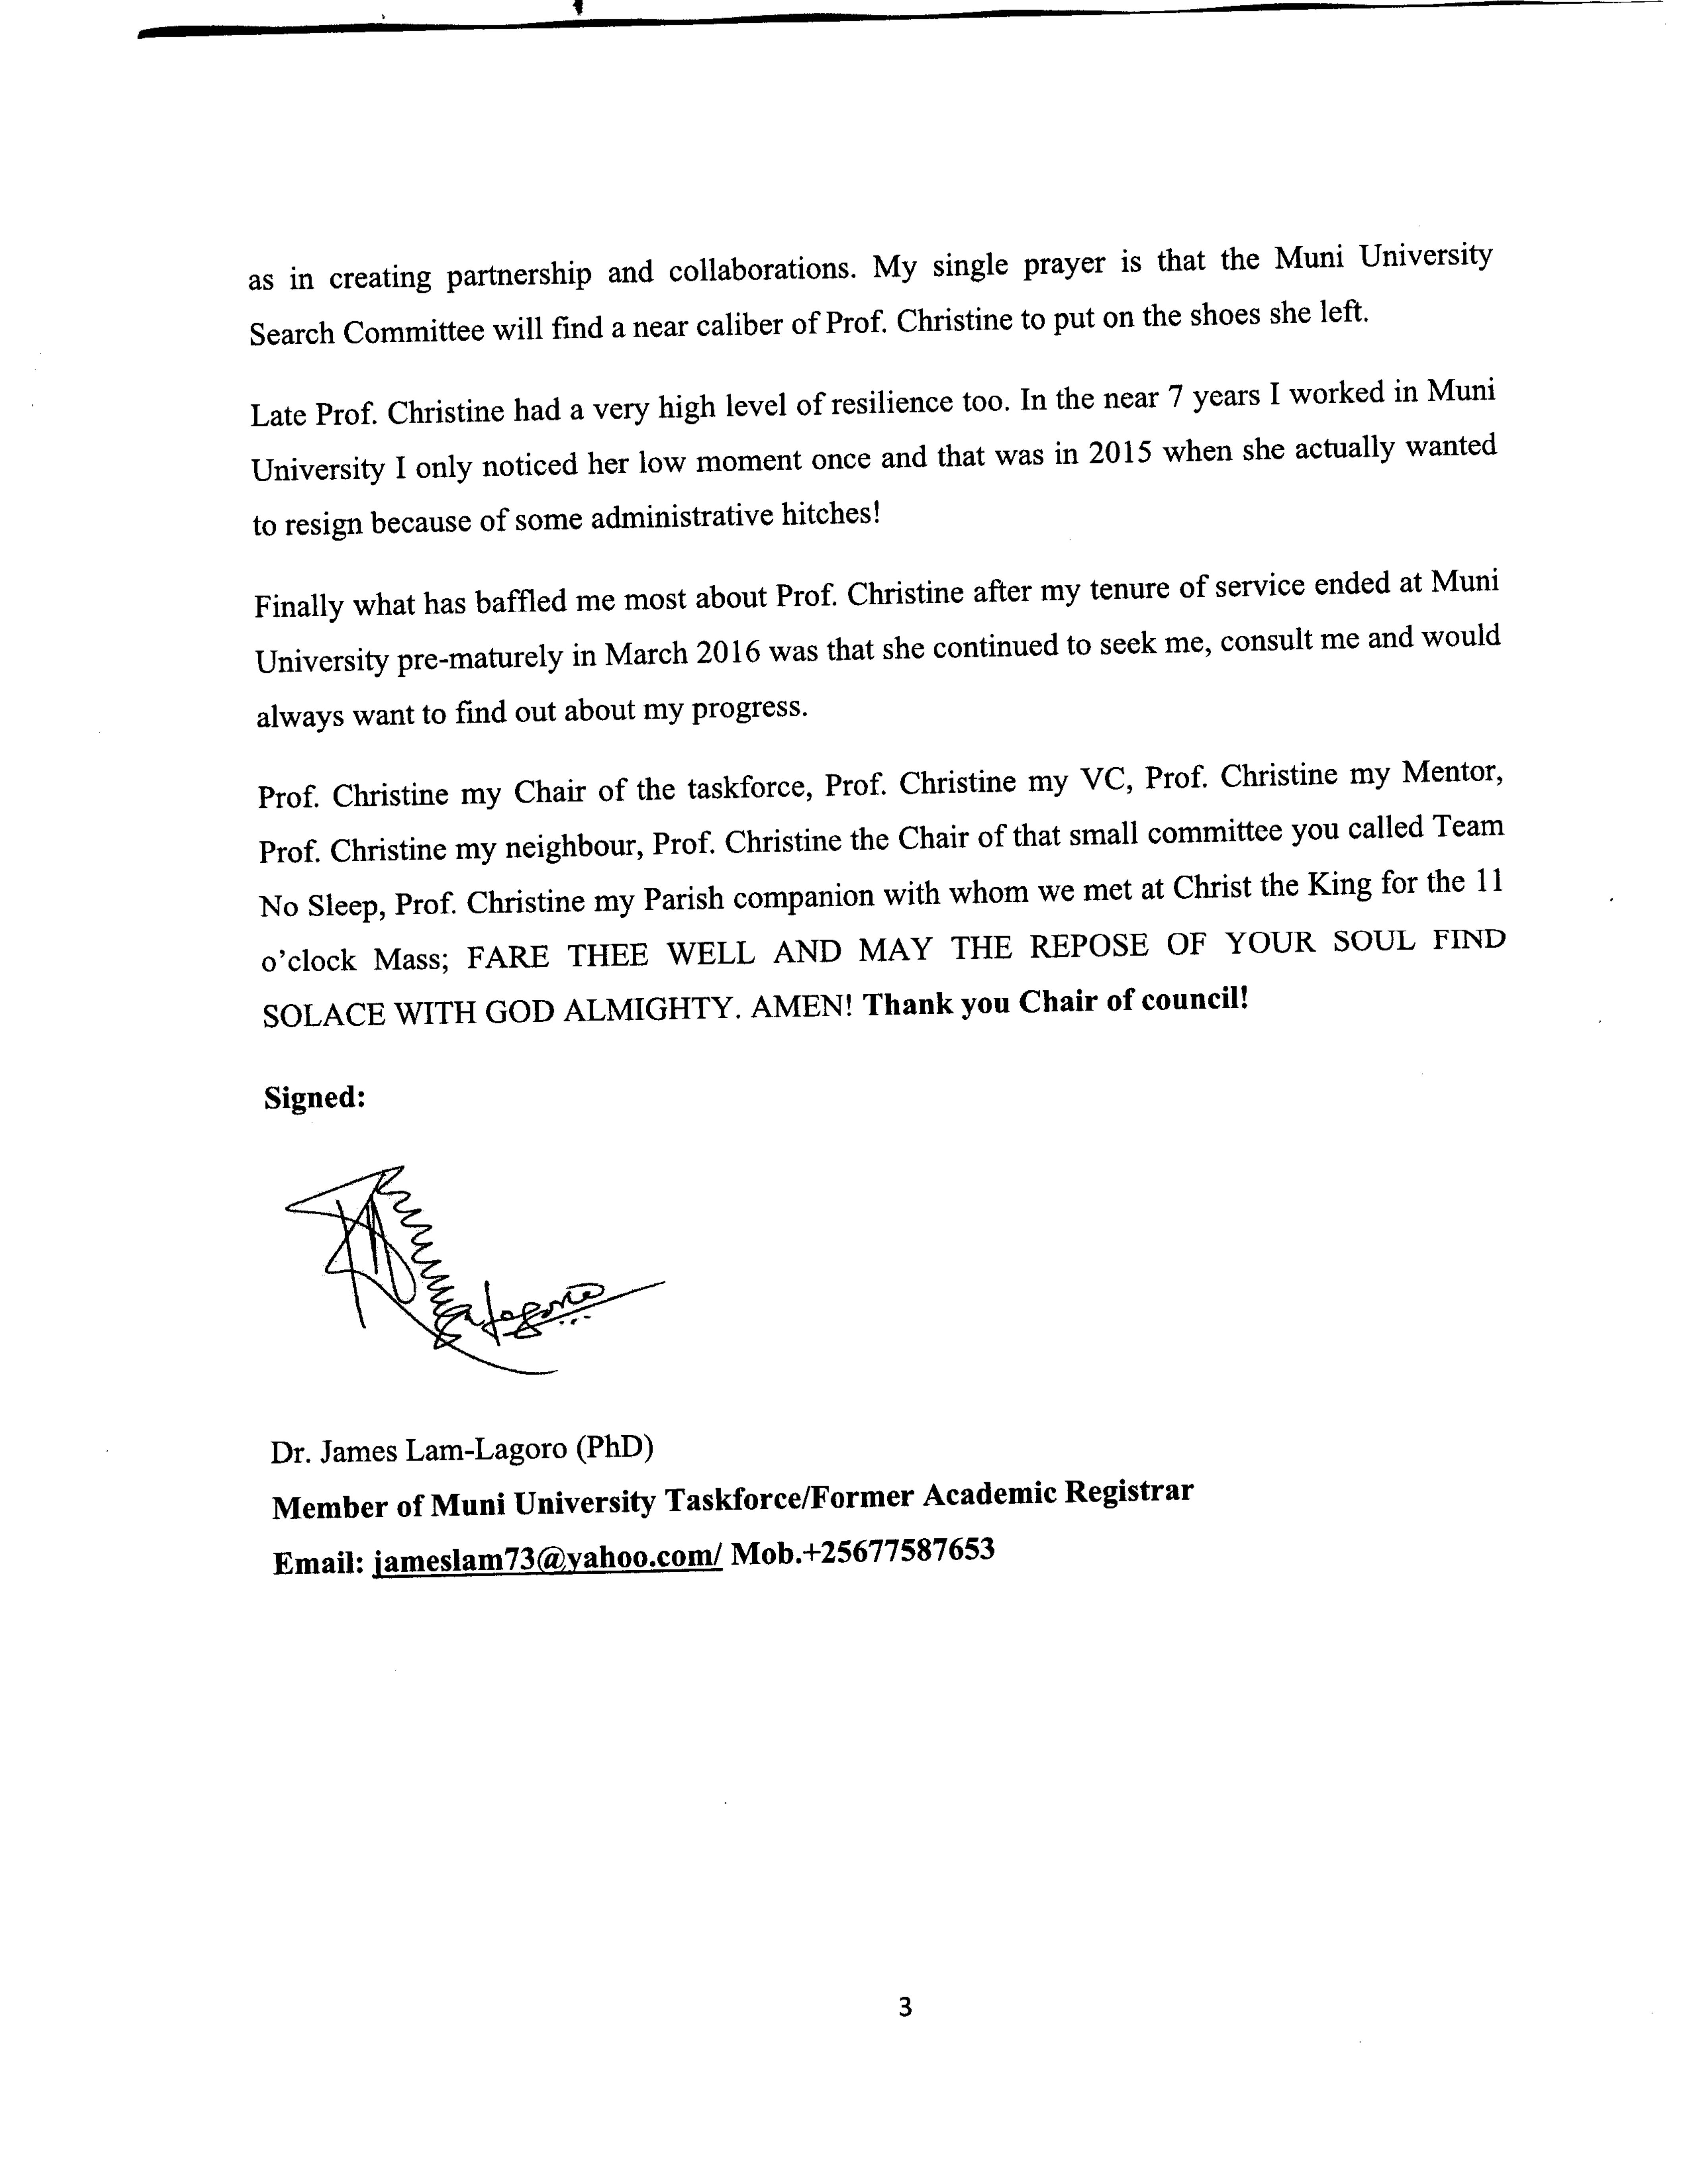 as in creating partnership and collaborations. My single prayer is that the Muni University
Search Committee will find a near caliber of Prof. Christine to put on the shoes she left.
Late Prof. Christine had a very high level of resilience too. In the near 7 years I worked in Muni
University I only noticed her low moment once and that was in 2015 when she actually wanted
to resign because of some administrative hitches!
Finally what has baffled me most about Prof. Christine after my tenure of service ended at Muni
University pre-maturely in March 2016 was that she continued to seek me, consult me and would
always want to find out about my progress.
Prof. Christine my Chair of the taskforce, Prof. Christine my VC, Prof. Christine my Mentor,
Prof. Christine my neighbour, Prof. Christine the Chair of that small committee you called Team
No Sleep, Prof. Christine my Parish companion with whom we met at Christ the King for the 11
o'clock Mass; FARE THEE WELL AND MAY THE REPOSE OF YOUR SOUL FIND
SOLACE WITH GOD ALMIGHTY. AMEN! Thank you Chair of council!
Signed:
Dr. James Lam-Lagoro (PhD)
Member of Muni University Taskforce/Former Academic Registrar
Email: jameslam73@yahoo.com/ Mob.+25677587653
3